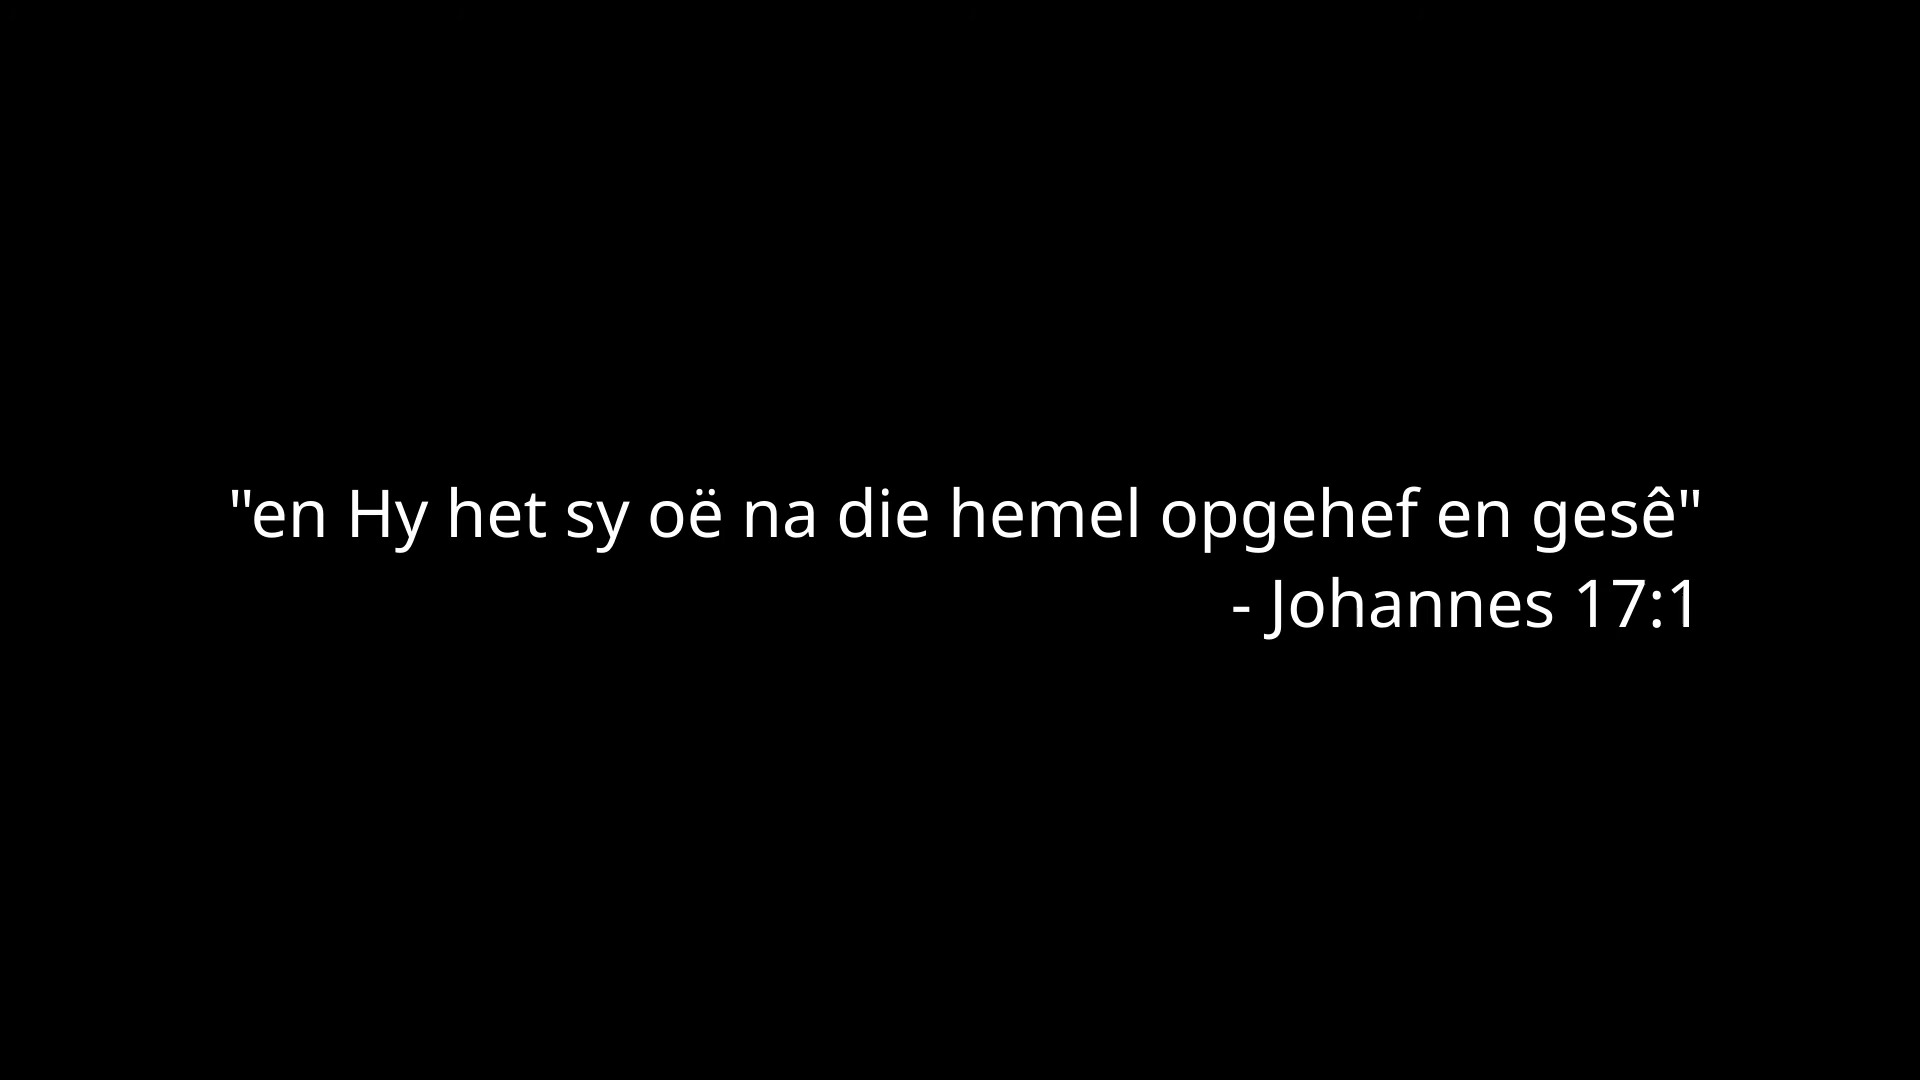 "en Hy het sy oë na die hemel opgehef en gesê"
- Johannes 17:1